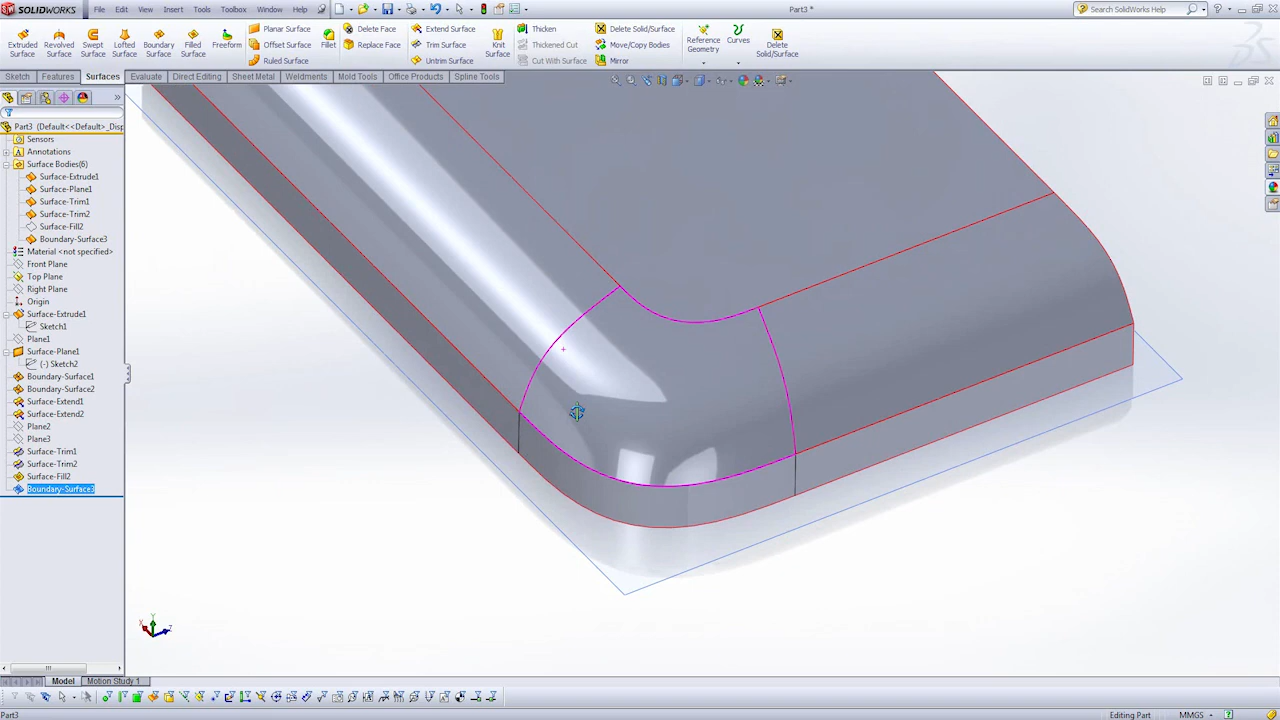 SOLIDWORKS File Edit View Insert Tools Toolbox Window Help Part3 * Search SolidWorks Help
Extruded Surface
Revolved Surface
Swept Surface
Lofted Surface
Boundary Surface
Filled Surface
Freeform
Planar Surface
Offset Surface
Ruled Surface
Fillet
Delete Face
Replace Face
Extend Surface
Trim Surface
Untrim Surface
Knit Surface
Thicken
Thickened Cut
Cut With Surface
Delete Solid/Surface
Move/Copy Bodies
Mirror
Reference Geometry
Curves
Delete Solid/Surface
Sketch Features Surfaces Evaluate Direct Editing Sheet Metal Weldments Mold Tools Office Products Spline Tools
Part3 (Default<<Default>_Disp
Sensors
Annotations
Surface Bodies(6)
Surface-Extrude1
Surface-Plane1
Surface-Trim1
Surface-Trim2
Surface-Fill2
Boundary-Surface3
Material <not specified>
Front Plane
Top Plane
Right Plane
Origin
Surface-Extrude1
Sketch1
Plane1
Surface-Plane1
(-) Sketch2
Boundary-Surface1
Boundary-Surface2
Surface-Extend1
Surface-Extend2
Plane2
Plane3
Surface-Trim1
Surface-Trim2
Surface-Fill2
Boundary-Surface3
Model Motion Study 1
Part3 Editing Part MMGS